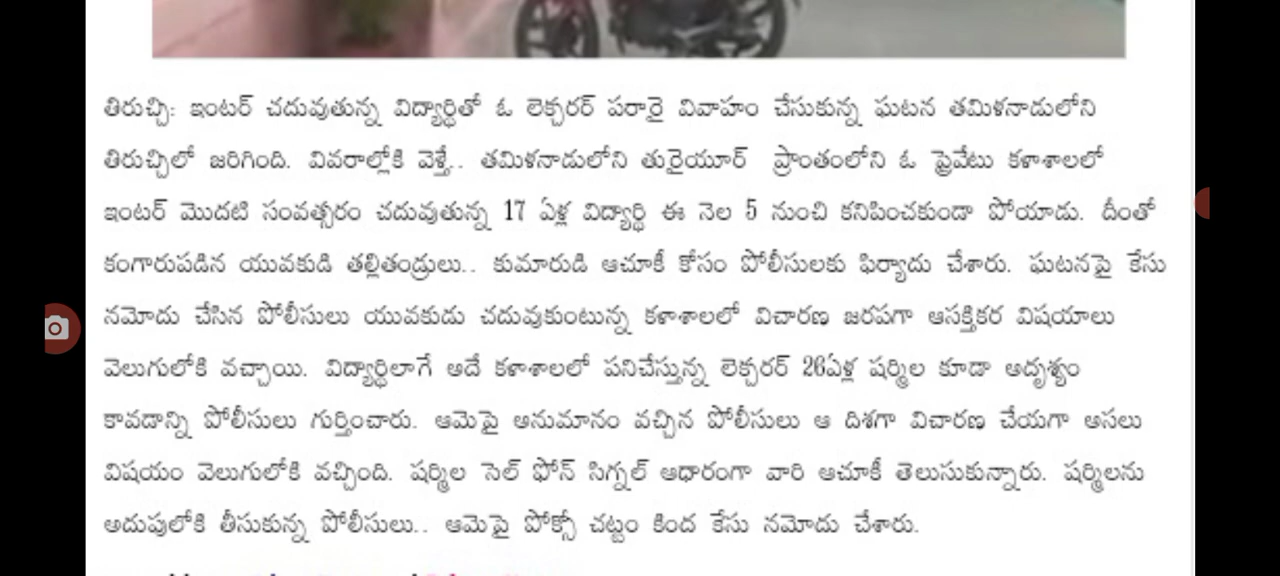 తిరుచ్చి: ఇంటర్ చదువుతున్న విద్యార్థితో ఓ లెక్చరర్ పరారై వివాహం చేసుకున్న ఘటన తమిళనాడులోని
తిరుచ్చిలో జరిగింది. వివరాల్లోకి వెళ్తే.. తమిళనాడులోని తురైయూర్ ప్రాంతంలోని ఓ ప్రైవేటు కళాశాలలో
ఇంటర్ మొదటి సంవత్సరం చదువుతున్న 17 ఏళ్ల విద్యార్థి ఈ నెల 5 నుంచి కనిపించకుండా పోయాడు. దీంతో
కంగారుపడిన యువకుడి తల్లితండ్రులు.. కుమారుడి ఆచూకీ కోసం పోలీసులకు ఫిర్యాదు చేశారు. ఘటనపై కేసు
నమోదు చేసిన పోలీసులు యువకుడు చదువుకుంటున్న కళాశాలలో విచారణ జరపగా ఆసక్తికర విషయాలు
వెలుగులోకి వచ్చాయి. విద్యార్థిలాగే అదే కళాశాలలో పనిచేస్తున్న లెక్చరర్ 26ఏళ్ల షర్మిల కూడా అదృశ్యం
కావడాన్ని పోలీసులు గుర్తించారు. ఆమెపై అనుమానం వచ్చిన పోలీసులు ఆ దిశగా విచారణ చేయగా అసలు
విషయం వెలుగులోకి వచ్చింది. షర్మిల సెల్ ఫోన్ సిగ్నల్ ఆధారంగా వారి ఆచూకీ తెలుసుకున్నారు. షర్మిలను
అదుపులోకి తీసుకున్న పోలీసులు.. ఆమెపై పోక్సో చట్టం కింద కేసు నమోదు చేశారు.